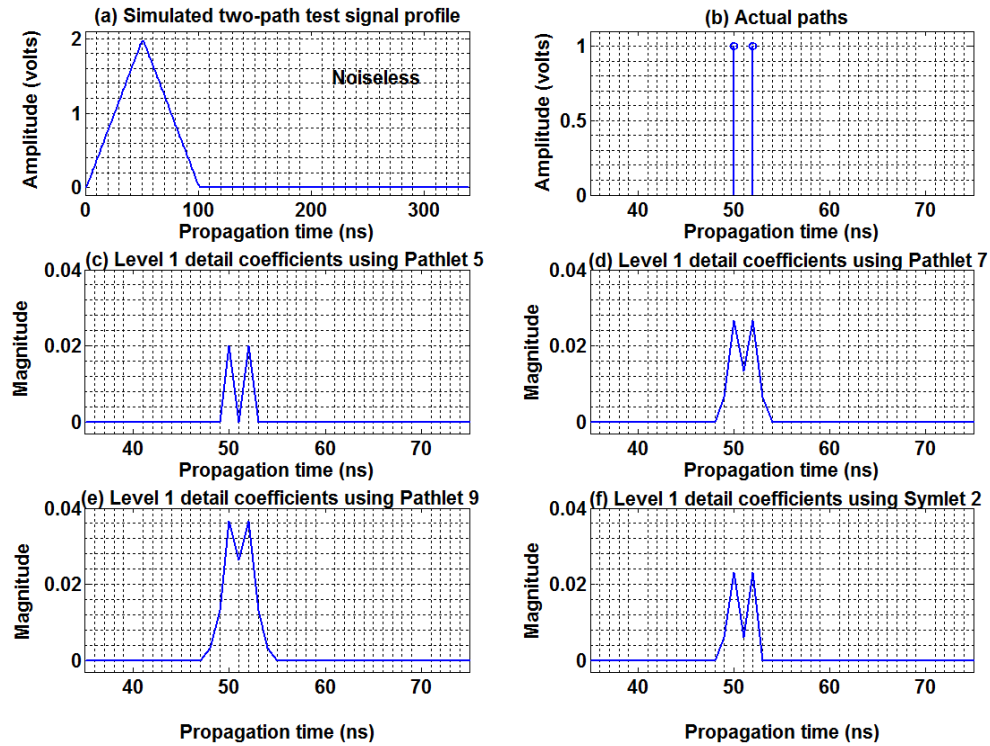 (a) Simulated two-path test signal profile
Amplitude (volts)
2
1
0
Noiseless
0 100 200 300
Propagation time (ns)
(b) Actual paths
Amplitude (volts)
1
0.5
0
40 50 60 70
Propagation time (ns)
(c) Level 1 detail coefficients using Pathlet 5
Magnitude
0.04
0.02
0
40 50 60 70
Propagation time (ns)
(d) Level 1 detail coefficients using Pathlet 7
Magnitude
0.04
0.02
0
40 50 60 70
Propagation time (ns)
(e) Level 1 detail coefficients using Pathlet 9
Magnitude
0.04
0.02
0
40 50 60 70
Propagation time (ns)
(f) Level 1 detail coefficients using Symlet 2
Magnitude
0.04
0.02
0
40 50 60 70
Propagation time (ns)